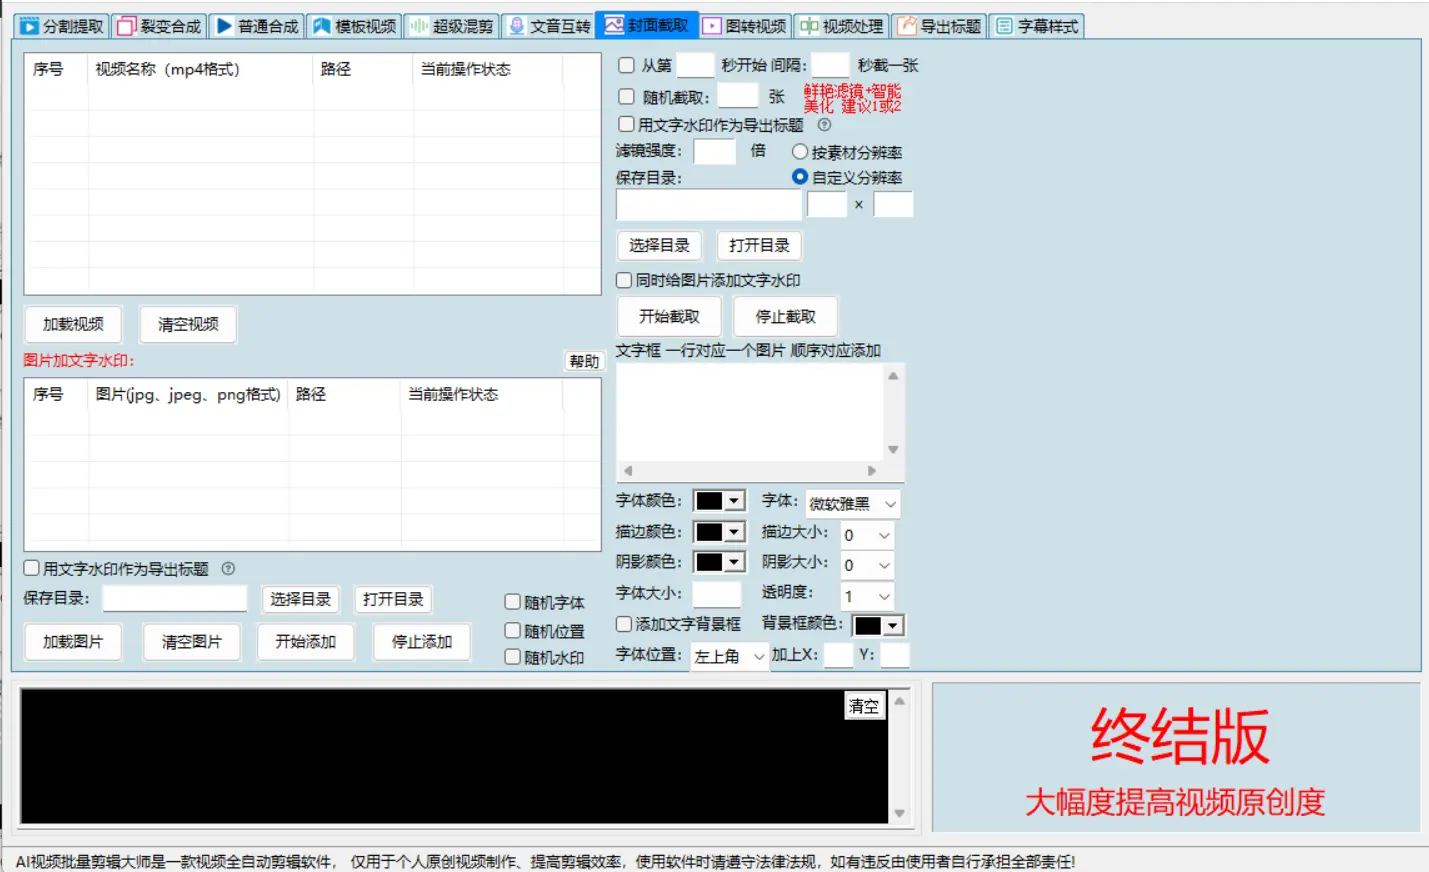 分割提取 裂变合成 普通合成 模板视频 超级混剪 文音互转 封面截取 图转视频 视频处理 导出标题 字幕样式
序号 视频名称（mp4格式） 路径 当前操作状态
从第 秒开始 间隔： 秒截一张
随机截取： 张 鲜艳滤镜+智能
美化 建议1或2
用文字水印作为导出标题 ?
滤镜强度： 倍 按素材分辨率
保存目录： 自定义分辨率
×
选择目录 打开目录
同时给图片添加文字水印
加载视频 清空视频 开始截取 停止截取
图片加文字水印： 帮助 文字框 一行对应一个图片 顺序对应添加
序号 图片(jpg、jpeg、png格式) 路径 当前操作状态
字体颜色： 字体： 微软雅黑
描边颜色： 描边大小： 0
阴影颜色： 阴影大小： 0
用文字水印作为导出标题 ?
字体大小： 透明度： 1
保存目录： 选择目录 打开目录 随机字体
添加文字背景框 背景框颜色：
加载图片 清空图片 开始添加 停止添加 随机位置
随机水印
字体位置： 左上角 加上X： Y：
清空
终结版
大幅度提高视频原创度
AI视频批量剪辑大师是一款视频全自动剪辑软件， 仅用于个人原创视频制作、提高剪辑效率，使用软件时请遵守法律法规，如有违反由使用者自行承担全部责任!